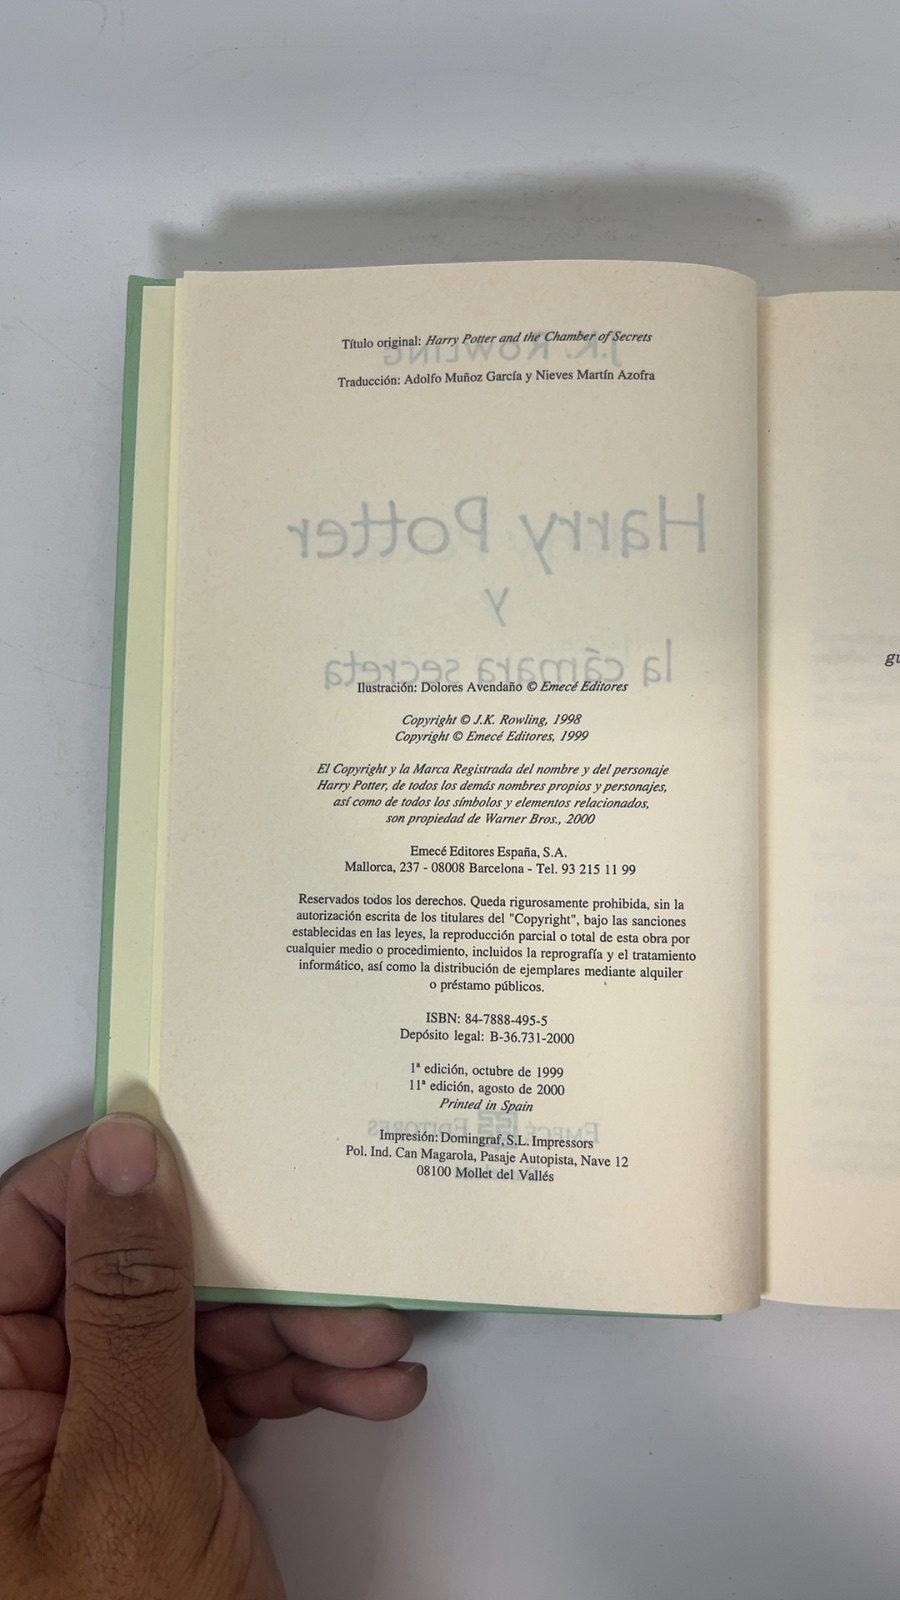 Título original: Harry Potter and the Chamber of Secrets
J.K. ROWLING
Traducción: Adolfo Muñoz García y Nieves Martín Azofra
Harry Potter
y
la cámara secreta
Ilustración: Dolores Avendaño © Emecé Editores
Copyright © J.K. Rowling, 1998
Copyright © Emecé Editores, 1999
El Copyright y la Marca Registrada del nombre y del personaje
Harry Potter, de todos los demás nombres propios y personajes,
así como de todos los símbolos y elementos relacionados,
son propiedad de Warner Bros., 2000
Emecé Editores España, S.A.
Mallorca, 237 - 08008 Barcelona - Tel. 93 215 11 99
Reservados todos los derechos. Queda rigurosamente prohibida, sin la
autorización escrita de los titulares del "Copyright", bajo las sanciones
establecidas en las leyes, la reproducción parcial o total de esta obra por
cualquier medio o procedimiento, incluidos la reprografía y el tratamiento
informático, así como la distribución de ejemplares mediante alquiler
o préstamo públicos.
ISBN: 84-7888-495-5
Depósito legal: B-36.731-2000
1ª edición, octubre de 1999
11ª edición, agosto de 2000
Printed in Spain
EMECÉ EDITORES
Impresión: Domingraf, S.L. Impressors
Pol. Ind. Can Magarola, Pasaje Autopista, Nave 12
08100 Mollet del Vallés